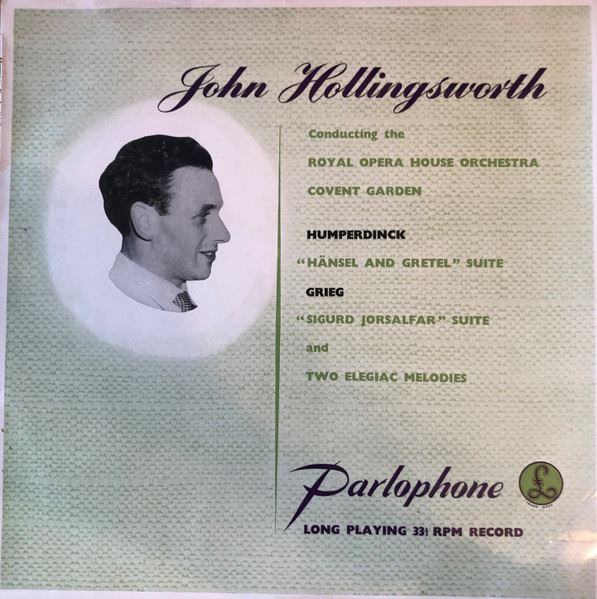 John Hollingsworth
Conducting the
ROYAL OPERA HOUSE ORCHESTRA
COVENT GARDEN
HUMPERDINCK
“HÄNSEL AND GRETEL” SUITE
GRIEG
“SIGURD JORSALFAR” SUITE
and
TWO ELEGIAC MELODIES
Parlophone
£
LONG PLAYING 33⅓ RPM RECORD